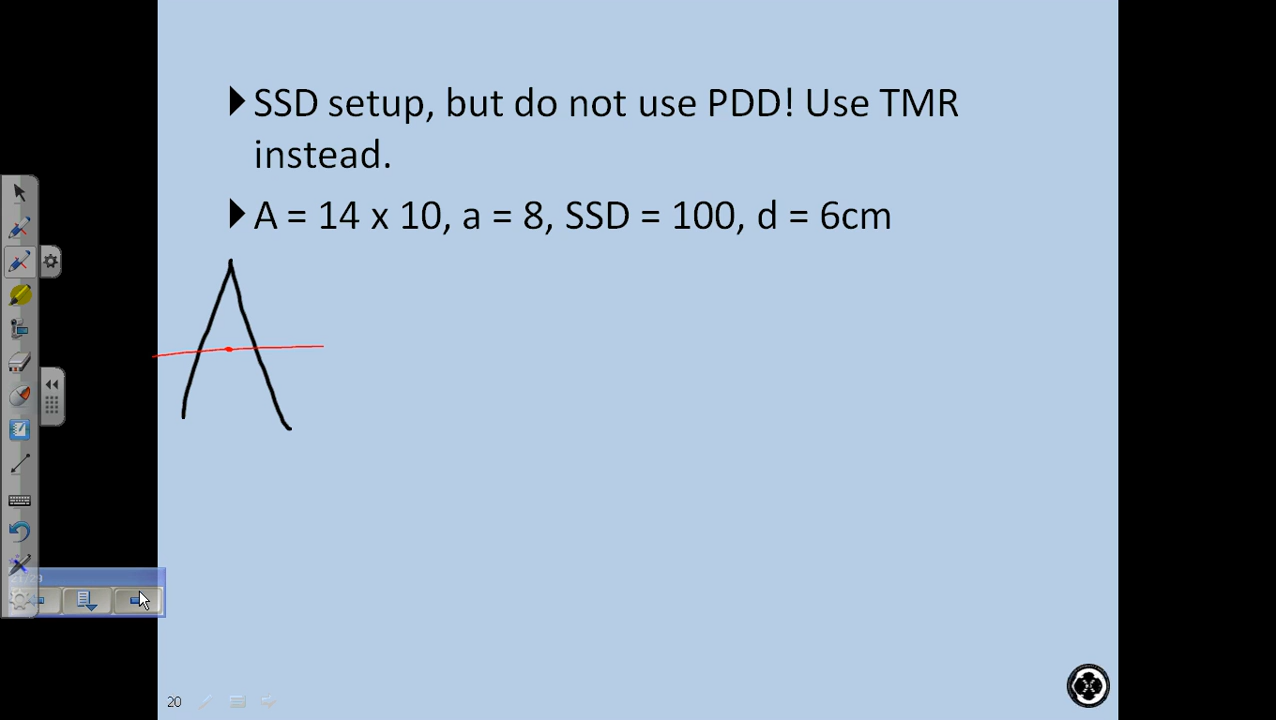 SSD setup, but do not use PDD! Use TMR
instead.
A = 14 x 10, a = 8, SSD = 100, d = 6cm
20